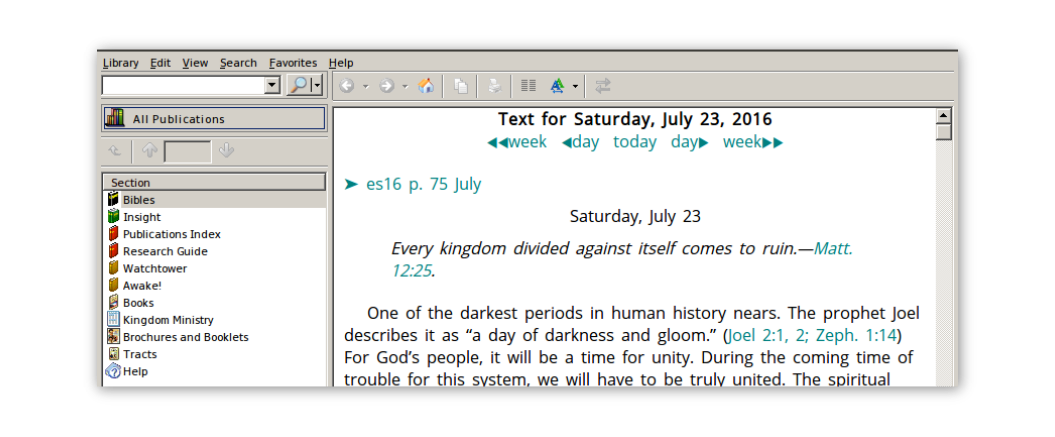 Library Edit View Search Favorites Help
All Publications
Section
Bibles
Insight
Publications Index
Research Guide
Watchtower
Awake!
Books
Kingdom Ministry
Brochures and Booklets
Tracts
Help
Text for Saturday, July 23, 2016
◄◄week ◄day today day► week►►
➤ es16 p. 75 July
Saturday, July 23
Every kingdom divided against itself comes to ruin.—Matt.
12:25.
One of the darkest periods in human history nears. The prophet Joel
describes it as “a day of darkness and gloom.” (Joel 2:1, 2; Zeph. 1:14)
For God’s people, it will be a time for unity. During the coming time of
trouble for this system, we will have to be truly united. The spiritual